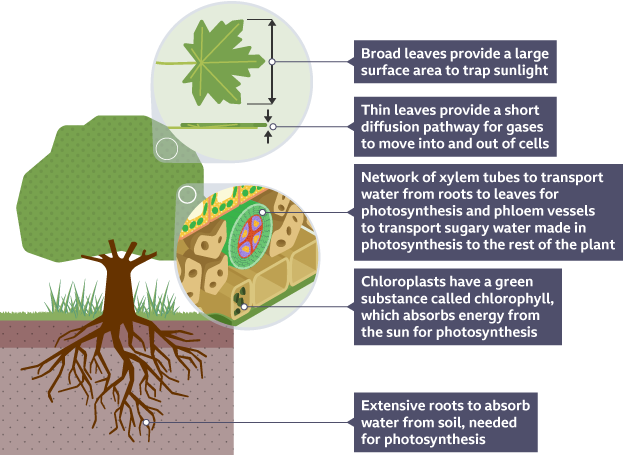 Broad leaves provide a large
surface area to trap sunlight
Thin leaves provide a short
diffusion pathway for gases
to move into and out of cells
Network of xylem tubes to transport
water from roots to leaves for
photosynthesis and phloem vessels
to transport sugary water made in
photosynthesis to the rest of the plant
Chloroplasts have a green
substance called chlorophyll,
which absorbs energy from
the sun for photosynthesis
Extensive roots to absorb
water from soil, needed
for photosynthesis